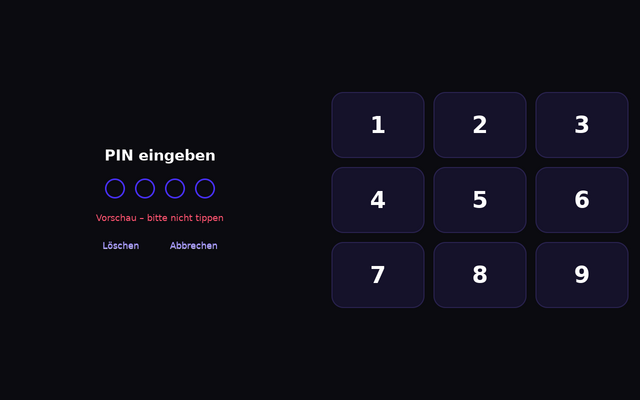 PIN eingeben
Vorschau – bitte nicht tippen
Löschen Abbrechen
1 2 3
4 5 6
7 8 9